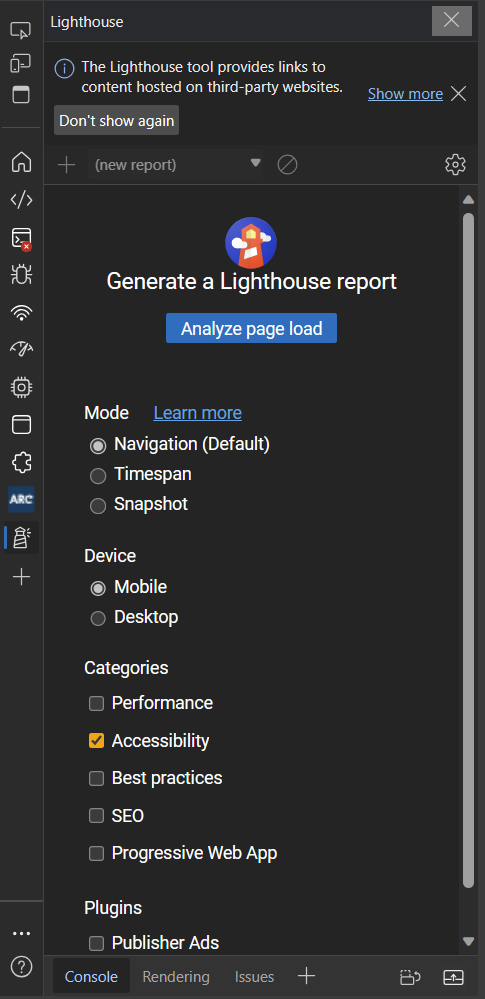 Lighthouse
The Lighthouse tool provides links to
content hosted on third-party websites.
Show more
Don't show again
(new report)
Generate a Lighthouse report
Analyze page load
Mode Learn more
Navigation (Default)
Timespan
Snapshot
Device
Mobile
Desktop
Categories
Performance
Accessibility
Best practices
SEO
Progressive Web App
Plugins
Publisher Ads
ARC
Console Rendering Issues